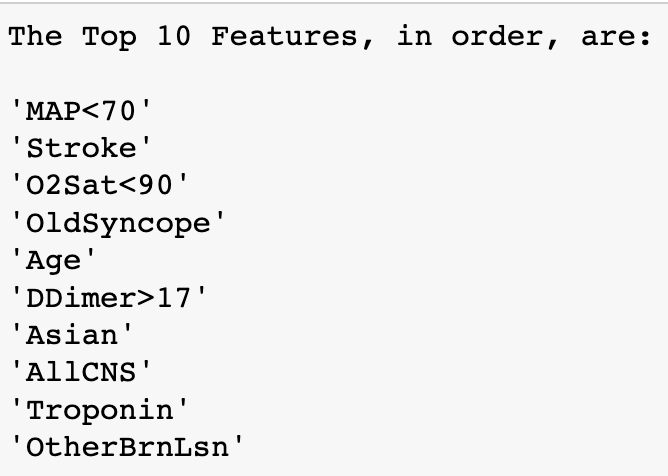 The Top 10 Features, in order, are:
'MAP<70'
'Stroke'
'O2Sat<90'
'OldSyncope'
'Age'
'DDimer>17'
'Asian'
'AllCNS'
'Troponin'
'OtherBrnLsn'